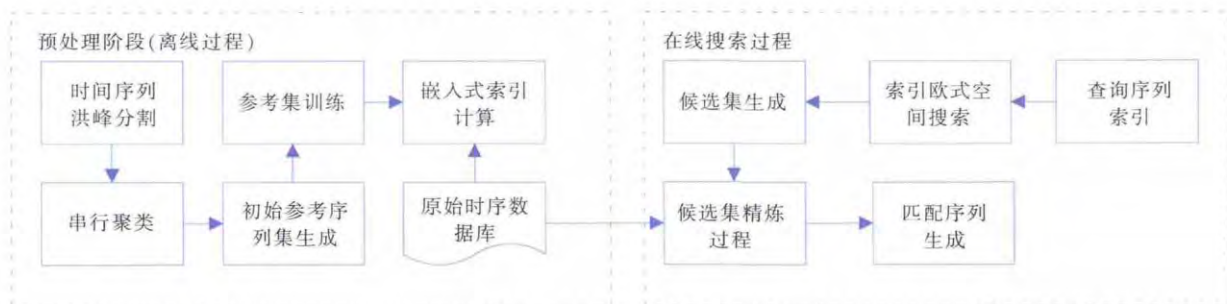 预处理阶段(离线过程)
时间序列
洪峰分割
参考集训练
嵌入式索引
计算
串行聚类
初始参考序
列集生成
原始时序数
据库
在线搜索过程
候选集生成
索引欧式空
间搜索
查询序列
索引
候选集精炼
过程
匹配序列
生成